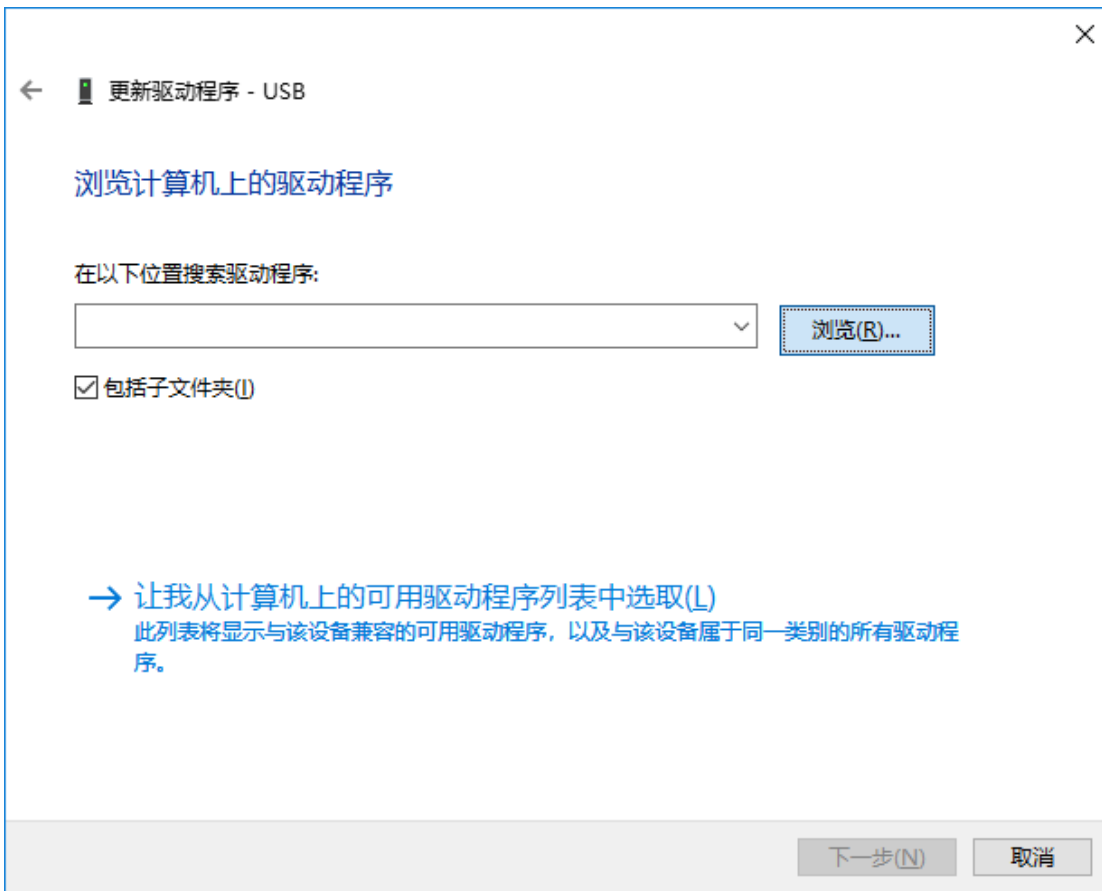 更新驱动程序 - USB
浏览计算机上的驱动程序
在以下位置搜索驱动程序:
浏览(R)...
包括子文件夹(I)
让我从计算机上的可用驱动程序列表中选取(L)
此列表将显示与该设备兼容的可用驱动程序，以及与该设备属于同一类别的所有驱动程
序。
下一步(N)
取消